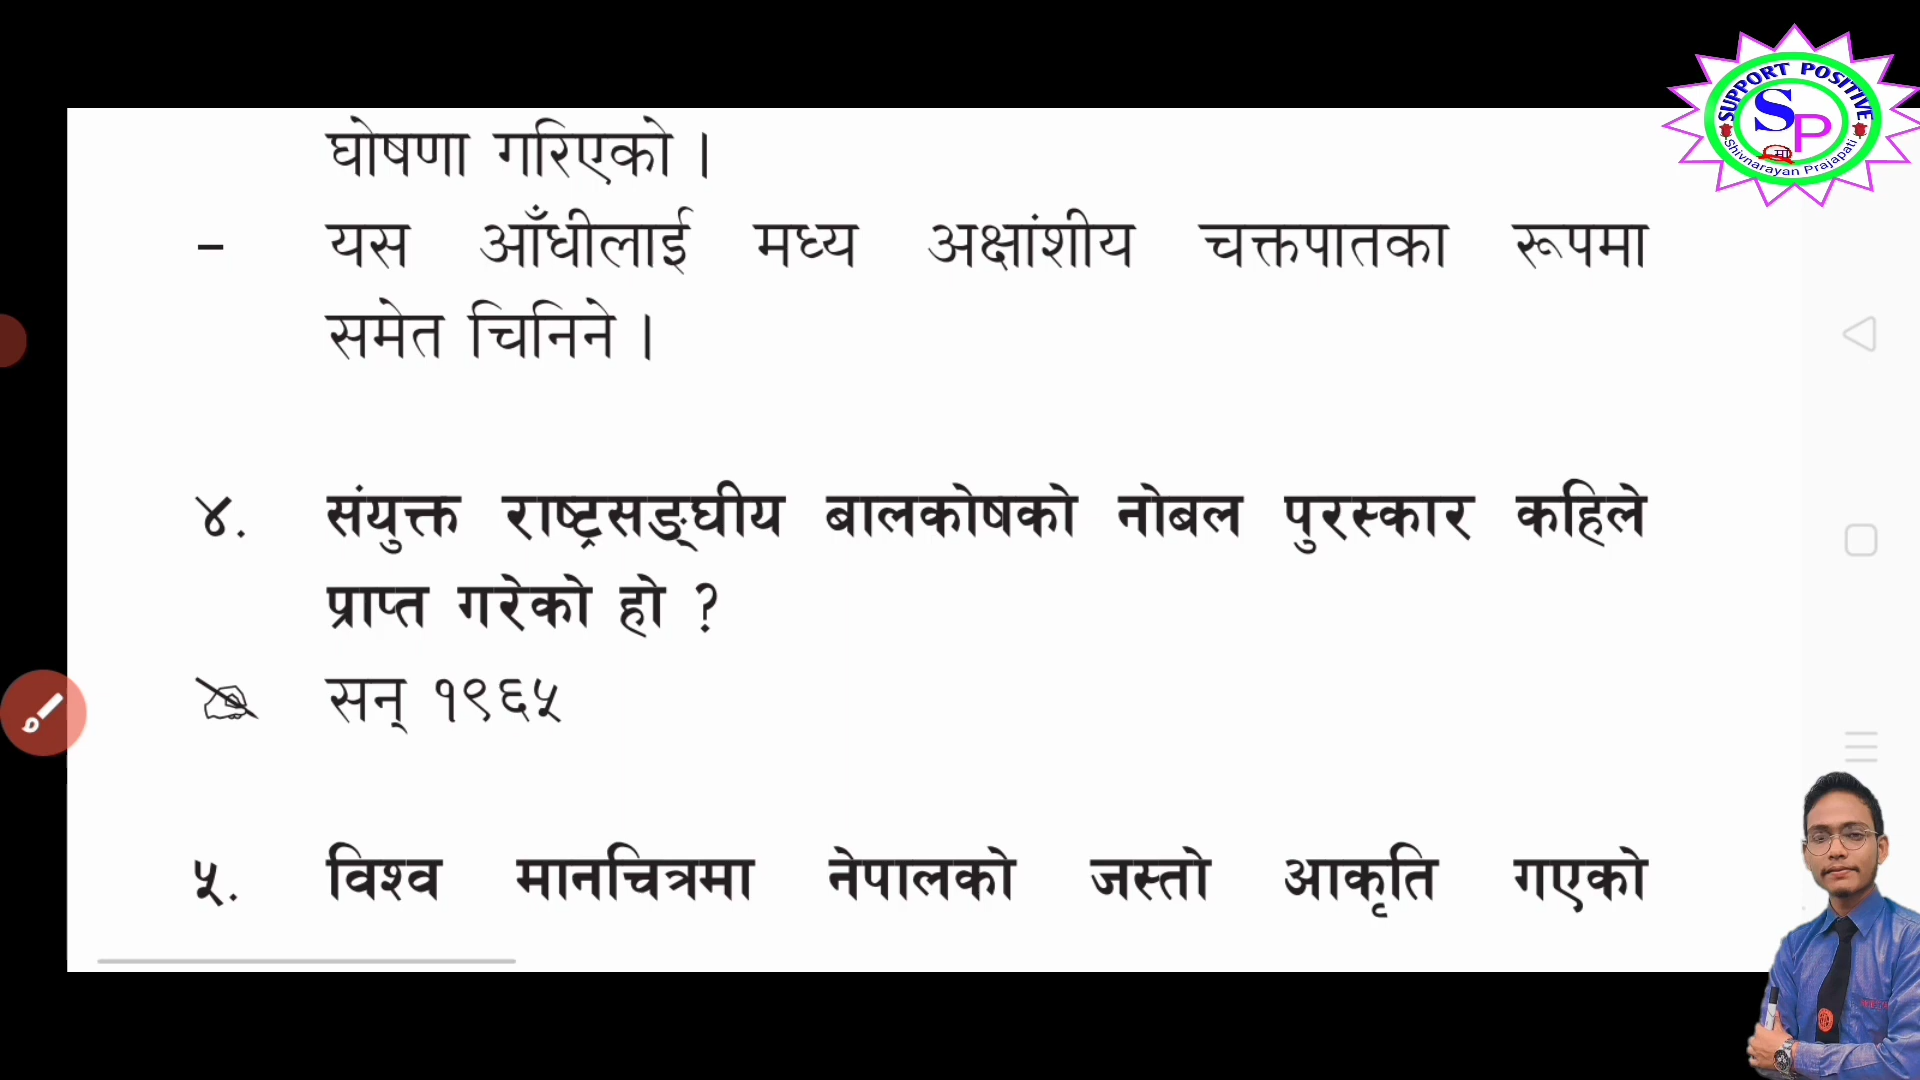 घोषणा गरिएको ।
– यस आँधीलाई मध्य अक्षांशीय चक्तपातका रूपमा
समेत चिनिने ।
४. संयुक्त राष्ट्रसङ्घीय बालकोषको नोबल पुरस्कार कहिले
प्राप्त गरेको हो ?
सन् १९६५
५. विश्व मानचित्रमा नेपालको जस्तो आकृति गएको
SUPPORT POSITIVE
SP
Shivnarayan Prajapati